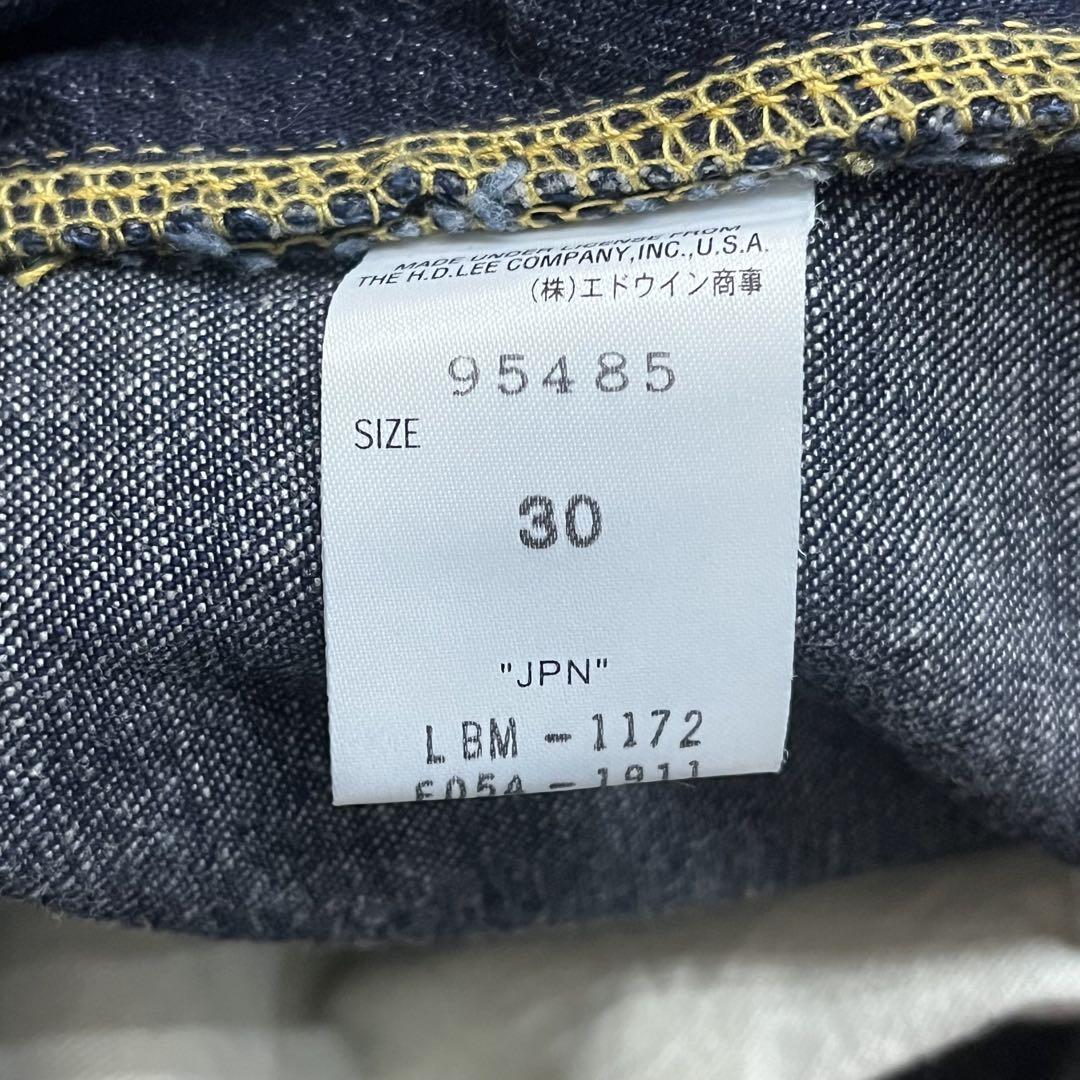 MADE UNDER LICENSE FROM
THE H.D.LEE COMPANY,INC.,U.S.A.
(株)エドウイン商事
95485
SIZE
30
"JPN"
LBM-1172